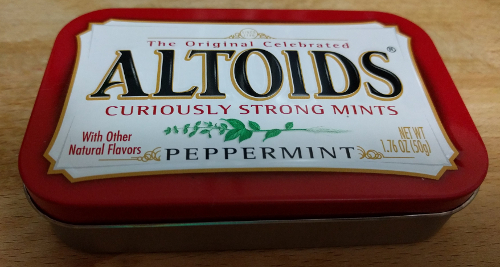 The Original Celebrated
ALTOIDS®
CURIOUSLY STRONG MINTS
With Other
Natural Flavors
PEPPERMINT
NET WT
1.76 OZ (50g)